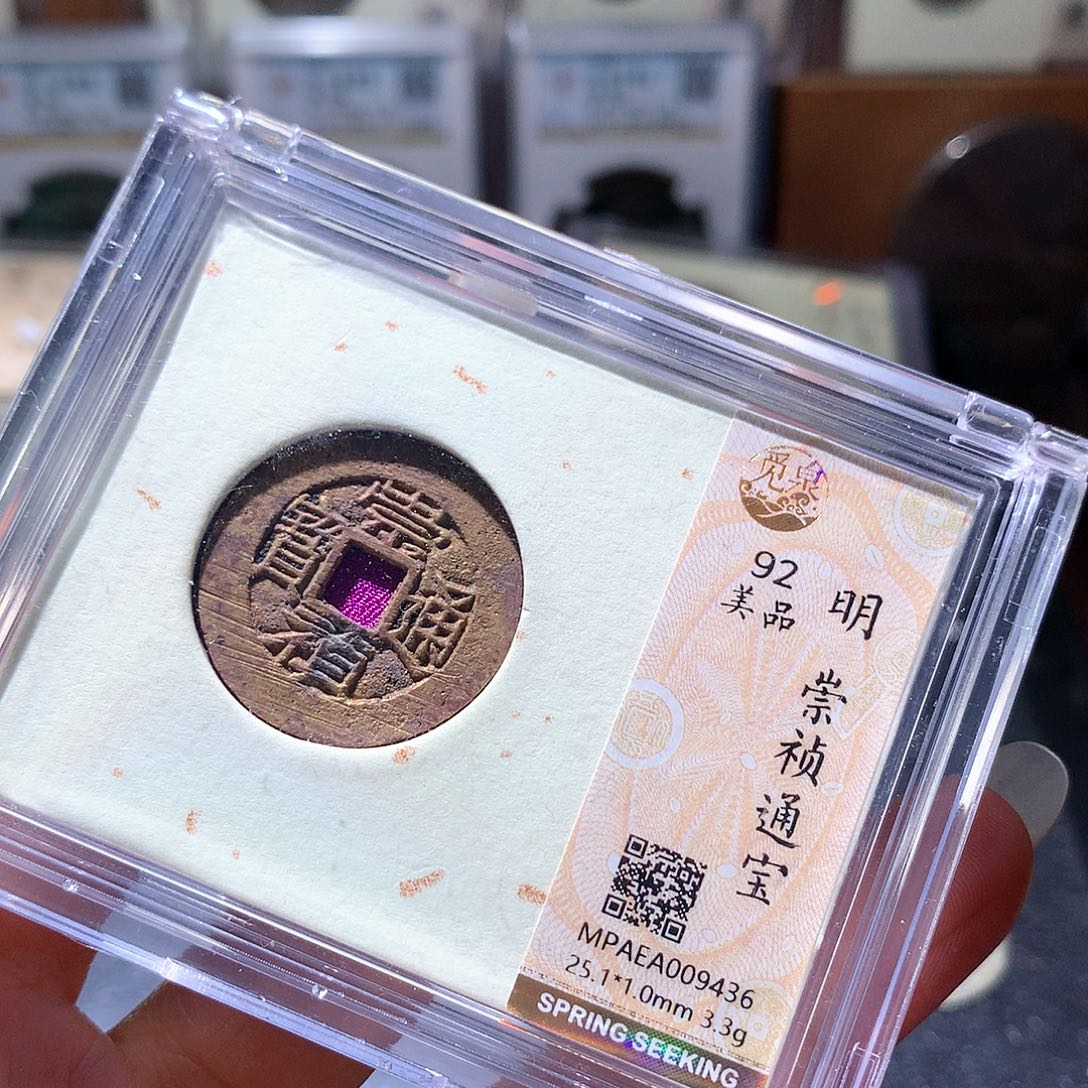 崇禎通寳
觅泉
92
美品
明
崇祯通宝
MPAEA009436
25.1*1.0mm 3.3g
SPRING SEEKING